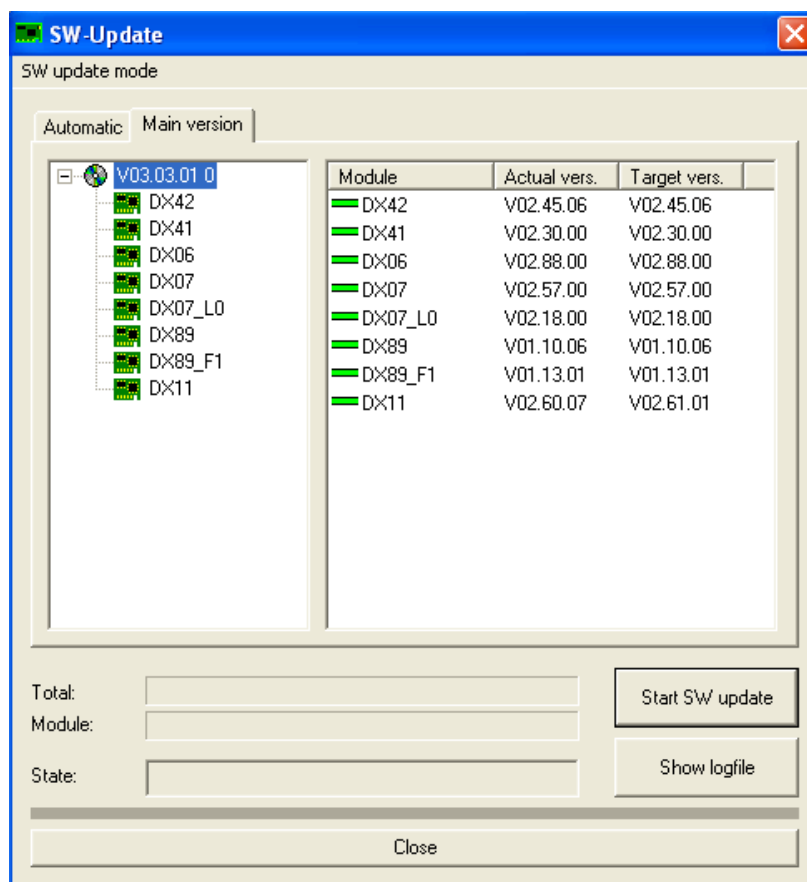 SW-Update
SW update mode
Automatic Main version
V03.03.01 0
DX42
DX41
DX06
DX07
DX07_L0
DX89
DX89_F1
DX11
Module Actual vers. Target vers.
DX42 V02.45.06 V02.45.06
DX41 V02.30.00 V02.30.00
DX06 V02.88.00 V02.88.00
DX07 V02.57.00 V02.57.00
DX07_L0 V02.18.00 V02.18.00
DX89 V01.10.06 V01.10.06
DX89_F1 V01.13.01 V01.13.01
DX11 V02.60.07 V02.61.01
Total:
Module:
State:
Start SW update
Show logfile
Close